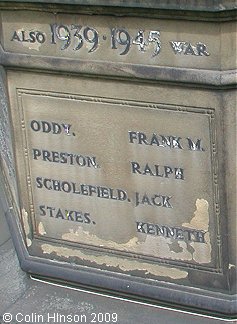 ALSO 1939 · 1945 WAR
ODDY. FRANK M.
PRESTON. RALPH
SCHOLEFIELD. JACK
STAKES. KENNETH
© Colin Hinson 2009